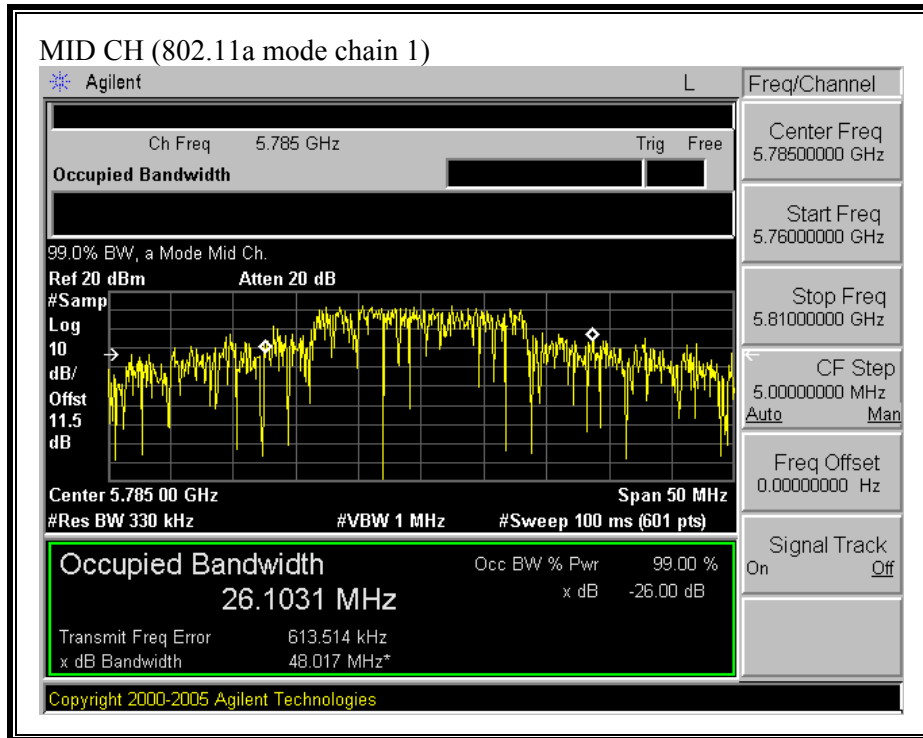 MID CH (802.11a mode chain 1)
Agilent L Freq/Channel
Ch Freq 5.785 GHz Trig Free
Occupied Bandwidth
Center Freq
5.78500000 GHz
Start Freq
5.76000000 GHz
Stop Freq
5.81000000 GHz
CF Step
5.00000000 MHz
Auto Man
Freq Offset
0.00000000 Hz
Signal Track
On Off
99.0% BW, a Mode Mid Ch.
Ref 20 dBm Atten 20 dB
#Samp
Log
10
dB/
Offst
11.5
dB
Center 5.785 00 GHz Span 50 MHz
#Res BW 330 kHz #VBW 1 MHz #Sweep 100 ms (601 pts)
Occupied Bandwidth Occ BW % Pwr 99.00 %
26.1031 MHz x dB -26.00 dB
Transmit Freq Error 613.514 kHz
x dB Bandwidth 48.017 MHz*
Copyright 2000-2005 Agilent Technologies